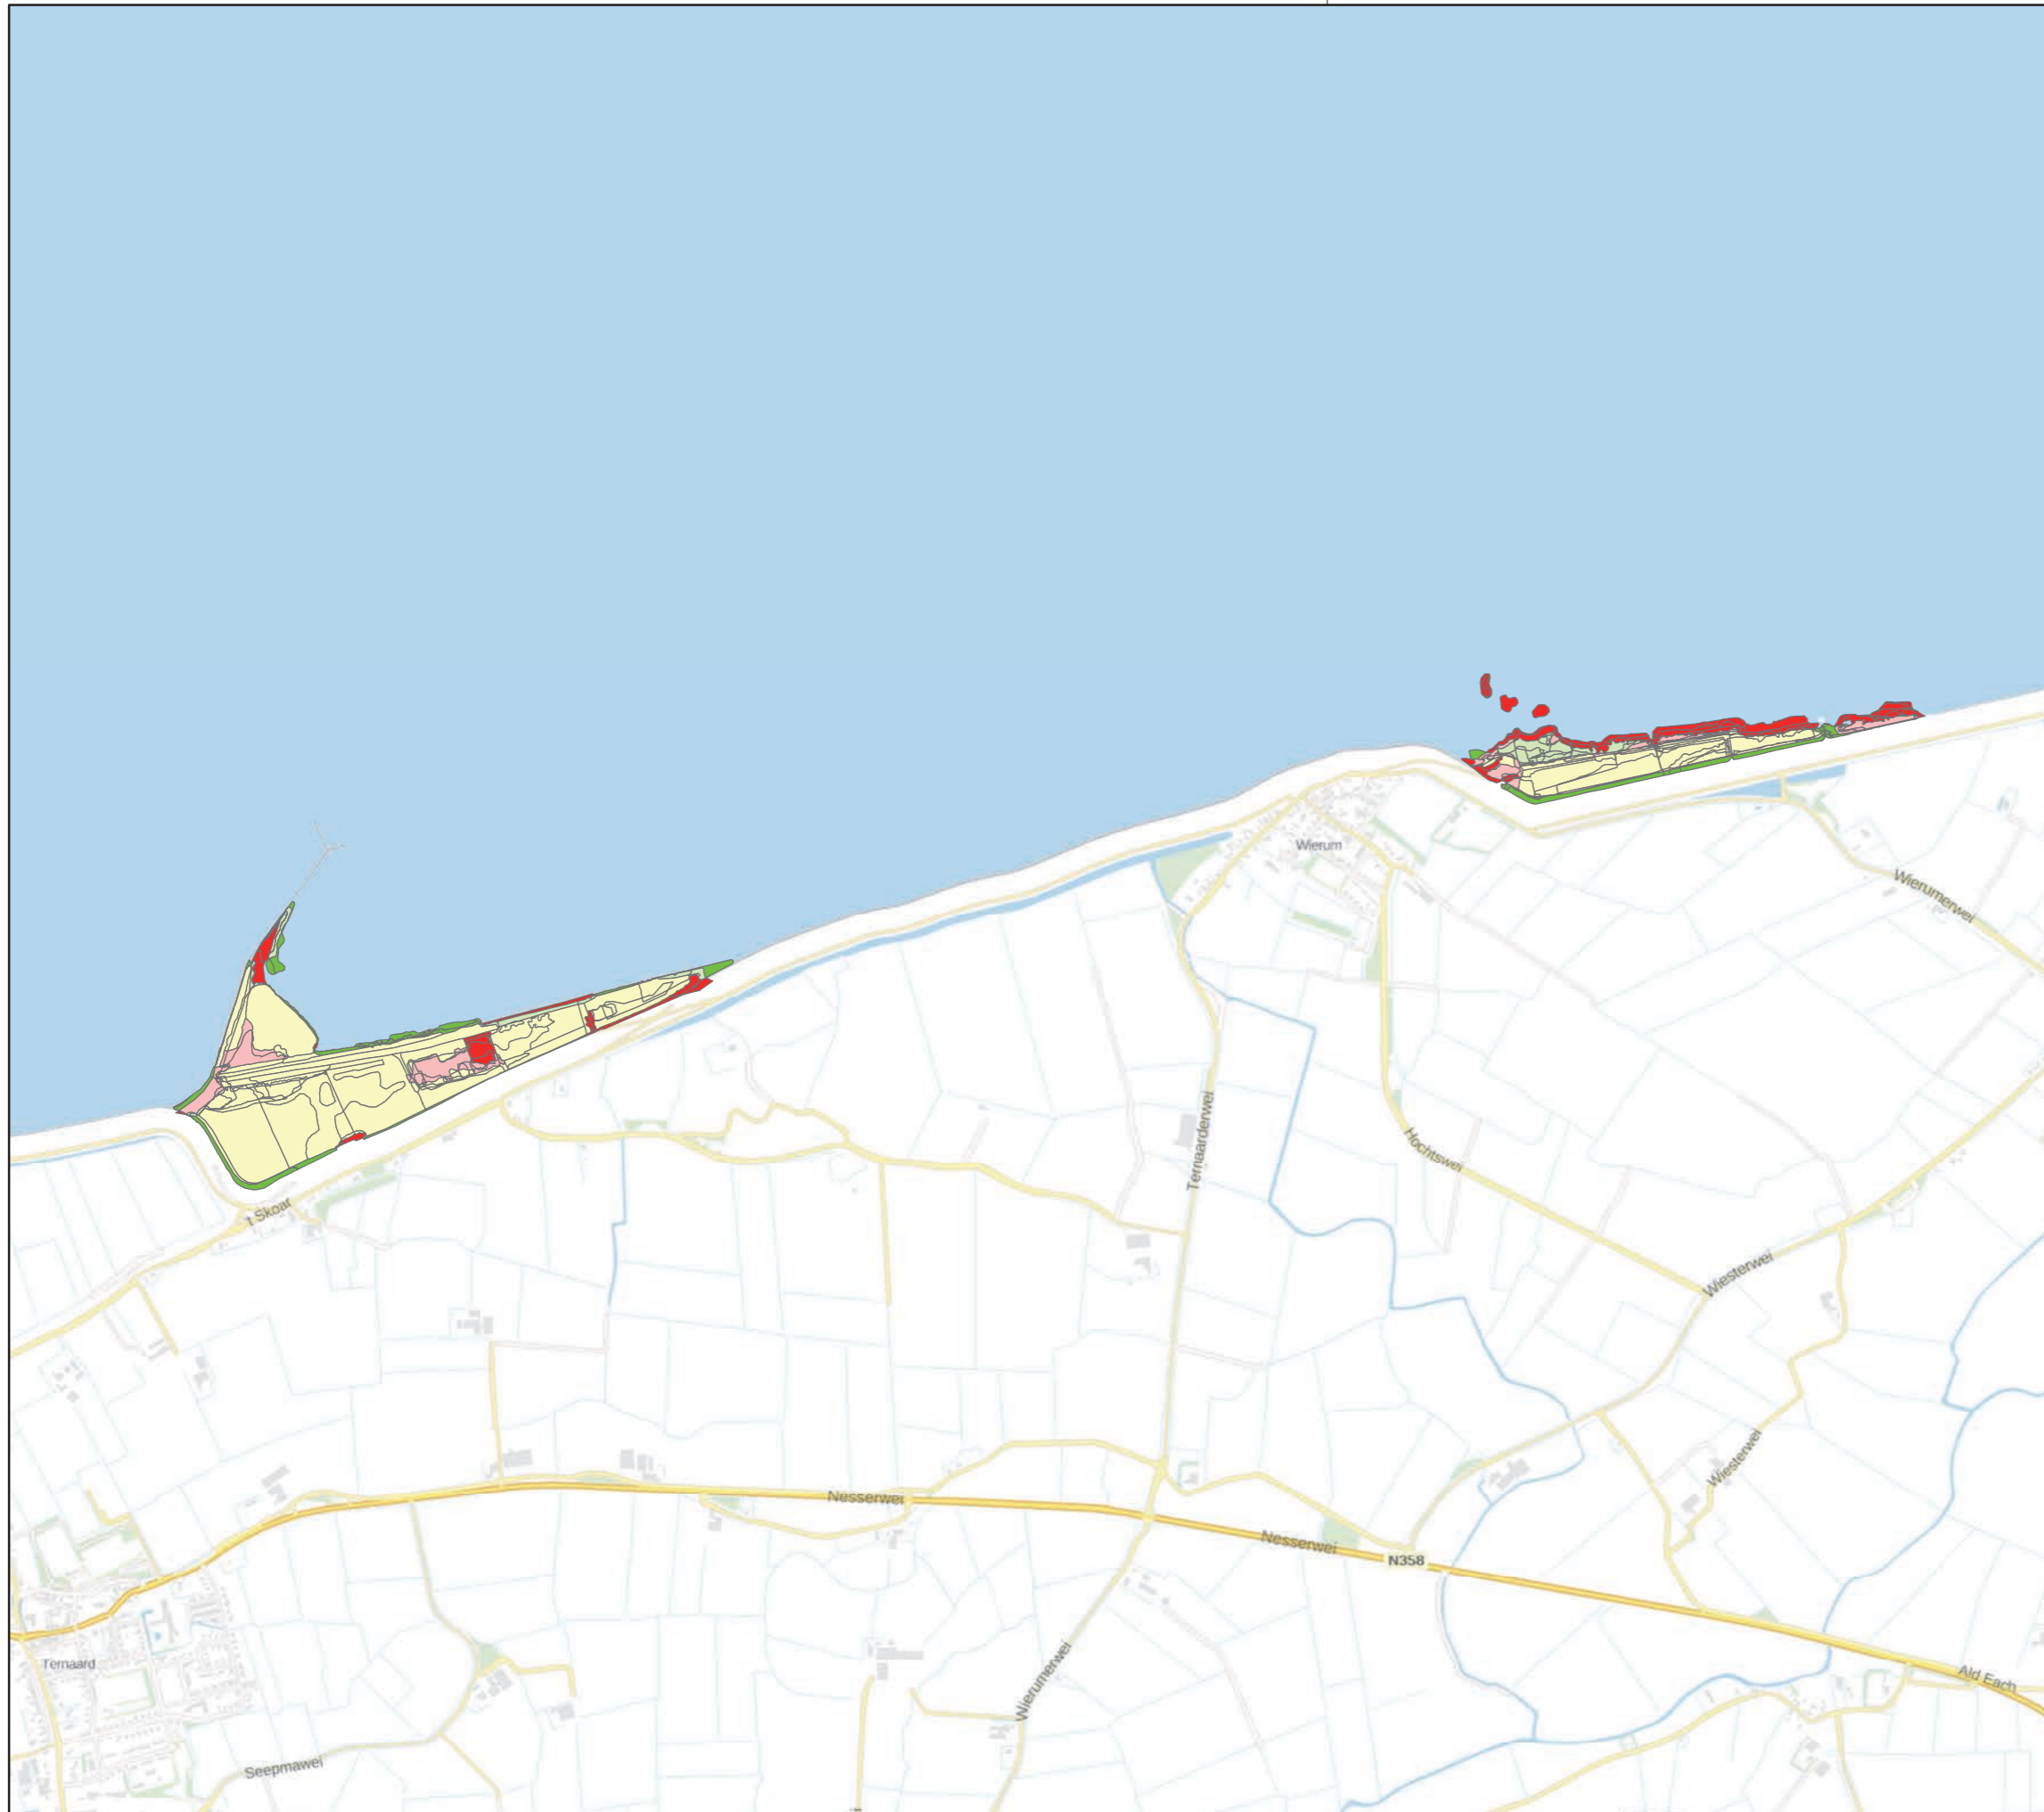 Wierum
Wierumerwei
Ternaarderwei
Hochtswei
't Skoar
Wiesterwei
Wiesterwei
Nesserwei
Nesserwei
N358
Ternaard
Wierumerwei
Ald Each
Seepmawei